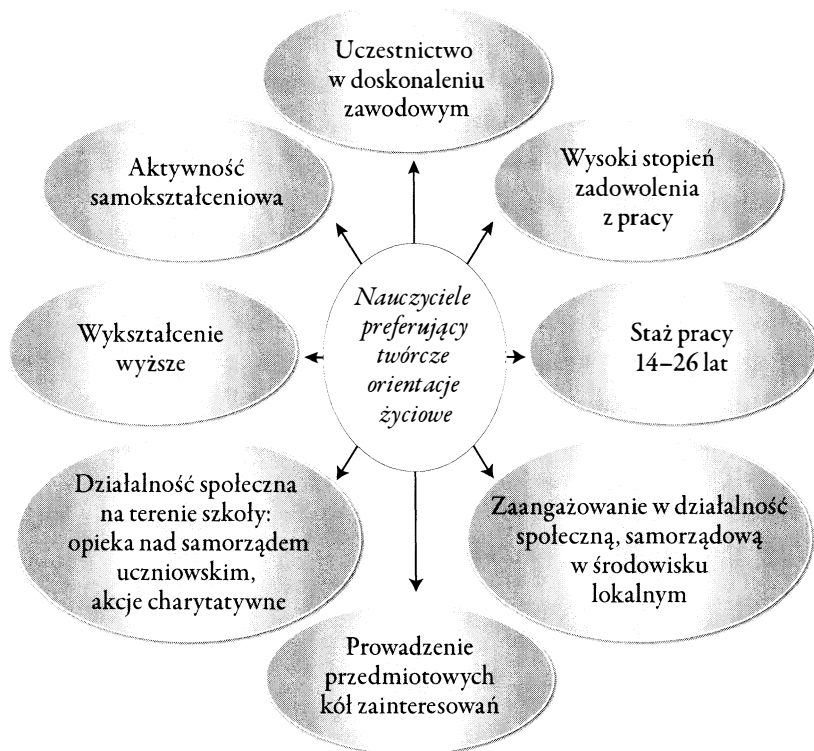 Uczestnictwo
w doskonaleniu
zawodowym
Aktywność
samokształceniowa
Wysoki stopień
zadowolenia
z pracy
Nauczyciele
preferujący
twórcze
orientacje
życiowe
Wykształcenie
wyższe
Staż pracy
14–26 lat
Działalność społeczna
na terenie szkoły:
opieka nad samorządem
uczniowskim,
akcje charytatywne
Zaangażowanie w działalność
społeczną, samorządową
w środowisku
lokalnym
Prowadzenie
przedmiotowych
kół zainteresowań